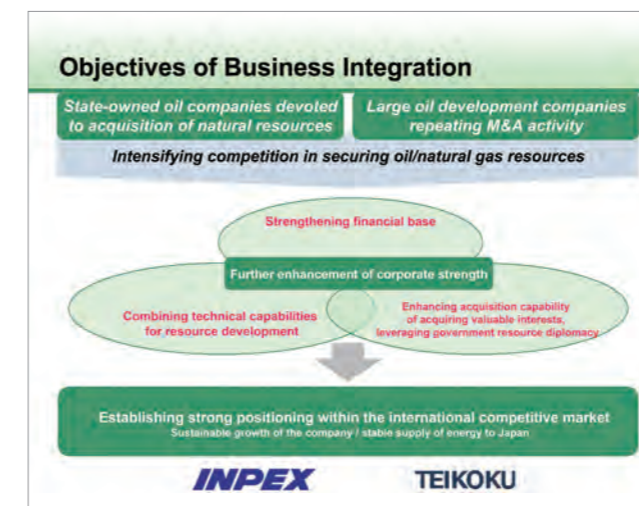 Objectives of Business Integration
State-owned oil companies devoted
to acquisition of natural resources
Large oil development companies
repeating M&A activity
Intensifying competition in securing oil/natural gas resources
Strengthening financial base
Further enhancement of corporate strength
Combining technical capabilities
for resource development
Enhancing acquisition capability
of acquiring valuable interests,
leveraging government resource diplomacy
Establishing strong positioning within the international competitive market
Sustainable growth of the company / stable supply of energy to Japan
INPEX
TEIKOKU